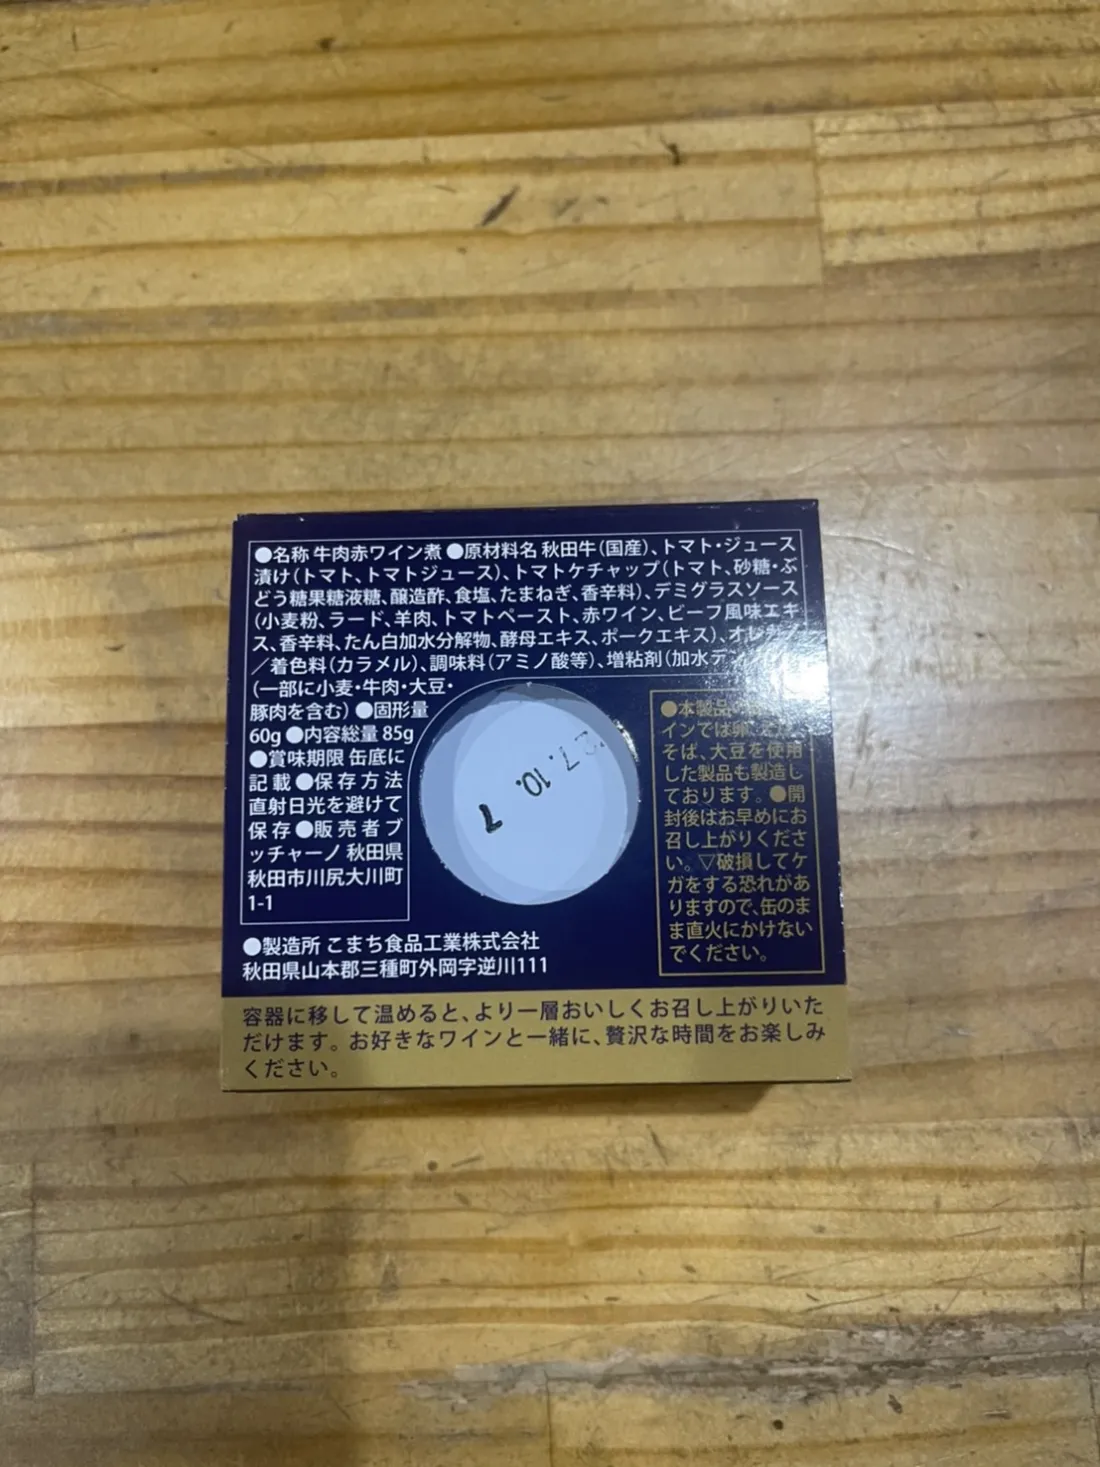 ●名称 牛肉赤ワイン煮 ●原材料名 秋田牛（国産）、トマト・ジュース
漬け（トマト、トマトジュース）、トマトケチャップ（トマト、砂糖・ぶ
どう糖果糖液糖、醸造酢、食塩、たまねぎ、香辛料）、デミグラスソース
（小麦粉、ラード、羊肉、トマトペースト、赤ワイン、ビーフ風味エキ
ス、香辛料、たん白加水分解物、酵母エキス、ポークエキス）、
／着色料（カラメル）、調味料（アミノ酸等）、増粘剤（加水デン
（一部に小麦・牛肉・大豆・
豚肉を含む） ●固形量
60g ●内容総量 85g
●賞味期限 缶底に
記載 ●保存方法
直射日光を避けて
保存 ●販売者 ブ
ッチャーノ 秋田県
秋田市川尻大川町
1-1
●製造所 こまち食品工業株式会社
秋田県山本郡三種町外岡字逆川111
7.10.
●本製品の
インでは卵、
そば、大豆を使用
した製品も製造し
ております。●開
封後はお早めにお
召し上がりくださ
い。▽破損してケ
ガをする恐れがあ
りますので、缶のま
ま直火にかけない
でください。
容器に移して温めると、より一層おいしくお召し上がりいた
だけます。お好きなワインと一緒に、贅沢な時間をお楽しみ
ください。